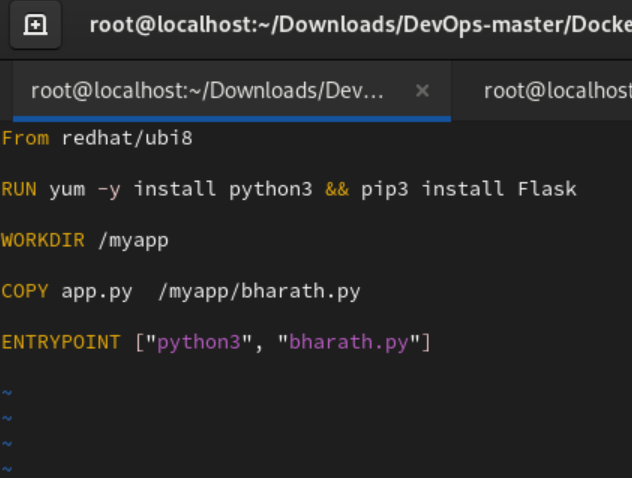 root@localhost:~/Downloads/DevOps-master/Docke
root@localhost:~/Downloads/Dev… × root@localhost
From redhat/ubi8
RUN yum -y install python3 && pip3 install Flask
WORKDIR /myapp
COPY app.py  /myapp/bharath.py
ENTRYPOINT ["python3", "bharath.py"]
~
~
~
~